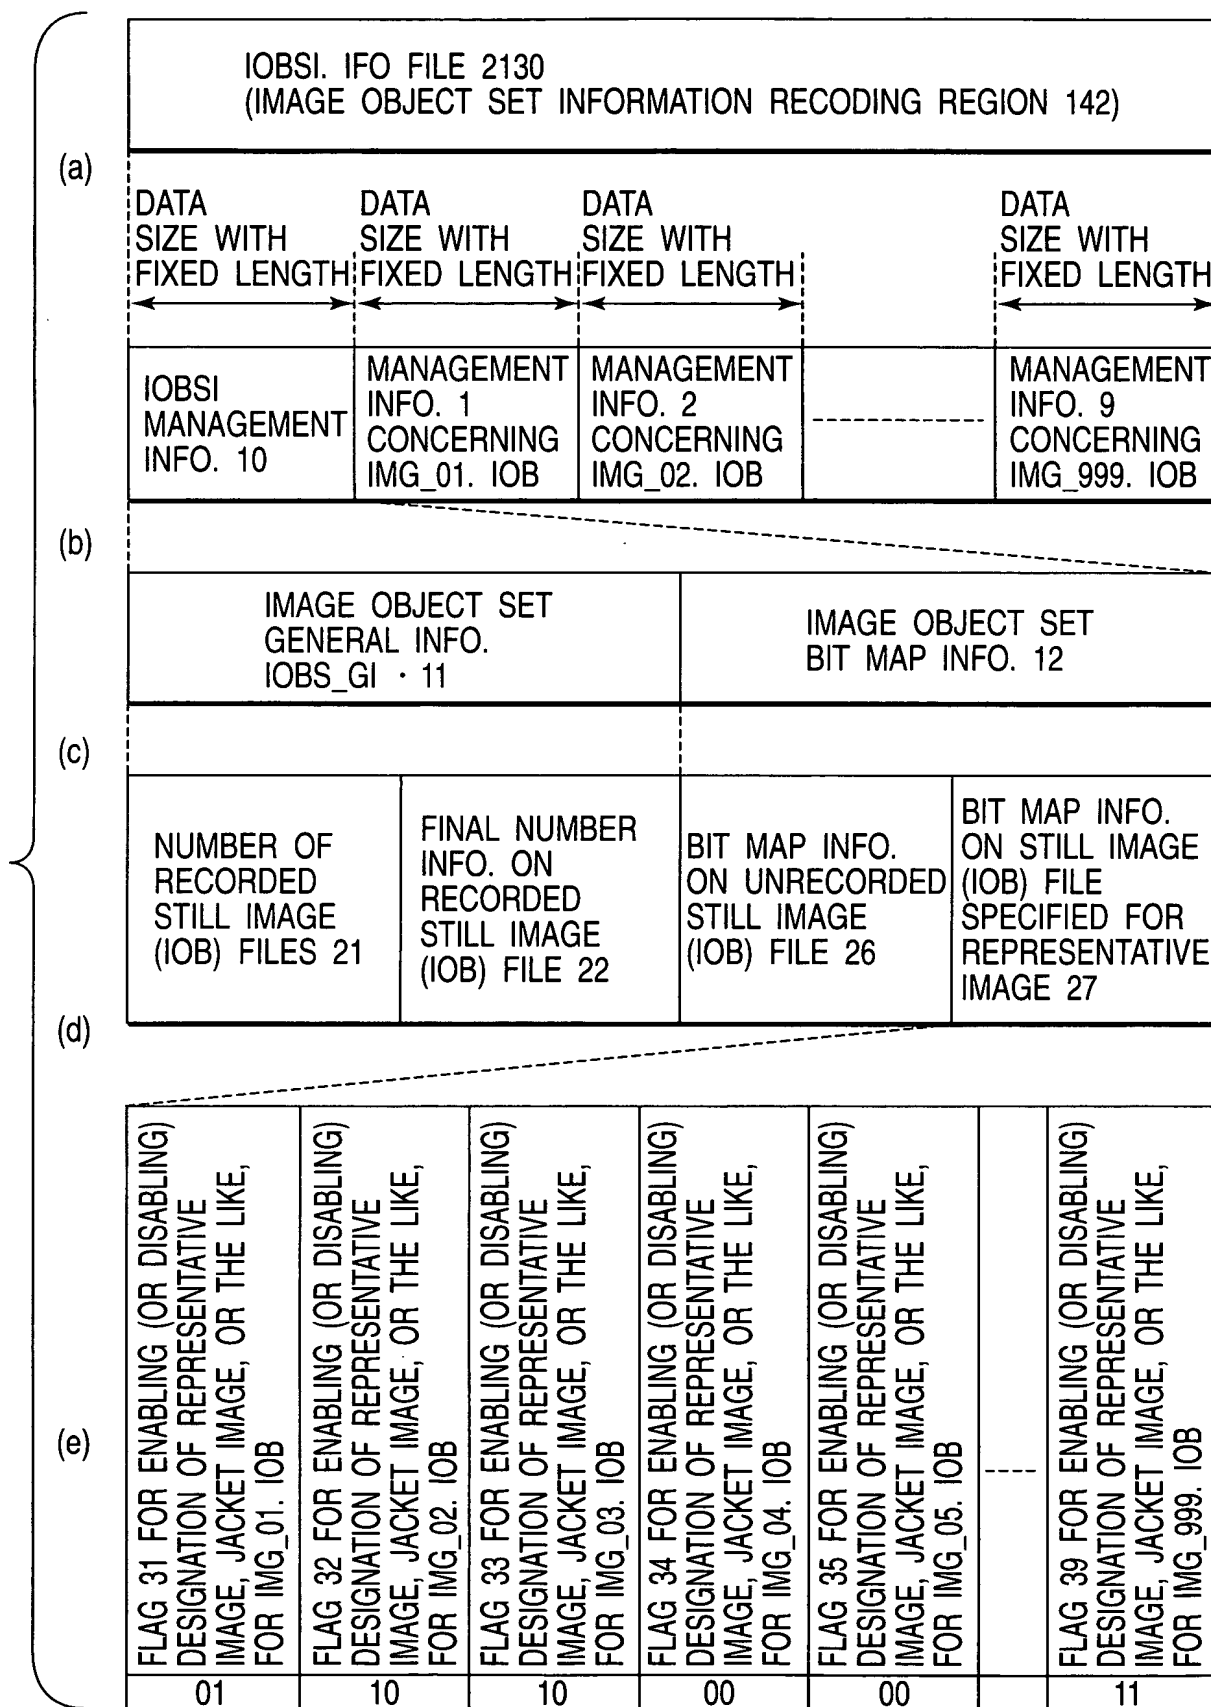 IOBSI. IFO FILE 2130
(IMAGE OBJECT SET INFORMATION RECODING REGION 142)
(a)
DATA
SIZE WITH
FIXED LENGTH
DATA
SIZE WITH
FIXED LENGTH
DATA
SIZE WITH
FIXED LENGTH
DATA
SIZE WITH
FIXED LENGTH
IOBSI
MANAGEMENT
INFO. 10
MANAGEMENT
INFO. 1
CONCERNING
IMG_01. IOB
MANAGEMENT
INFO. 2
CONCERNING
IMG_02. IOB
MANAGEMENT
INFO. 9
CONCERNING
IMG_999. IOB
(b)
IMAGE OBJECT SET
GENERAL INFO.
IOBS_GI · 11
IMAGE OBJECT SET
BIT MAP INFO. 12
(c)
NUMBER OF
RECORDED
STILL IMAGE
(IOB) FILES 21
FINAL NUMBER
INFO. ON
RECORDED
STILL IMAGE
(IOB) FILE 22
BIT MAP INFO.
ON UNRECORDED
STILL IMAGE
(IOB) FILE 26
BIT MAP INFO.
ON STILL IMAGE
(IOB) FILE
SPECIFIED FOR
REPRESENTATIVE
IMAGE 27
(d)
(e)
FLAG 31 FOR ENABLING (OR DISABLING)
DESIGNATION OF REPRESENTATIVE
IMAGE, JACKET IMAGE, OR THE LIKE,
FOR IMG_01. IOB
01
FLAG 32 FOR ENABLING (OR DISABLING)
DESIGNATION OF REPRESENTATIVE
IMAGE, JACKET IMAGE, OR THE LIKE,
FOR IMG_02. IOB
10
FLAG 33 FOR ENABLING (OR DISABLING)
DESIGNATION OF REPRESENTATIVE
IMAGE, JACKET IMAGE, OR THE LIKE,
FOR IMG_03. IOB
10
FLAG 34 FOR ENABLING (OR DISABLING)
DESIGNATION OF REPRESENTATIVE
IMAGE, JACKET IMAGE, OR THE LIKE,
FOR IMG_04. IOB
00
FLAG 35 FOR ENABLING (OR DISABLING)
DESIGNATION OF REPRESENTATIVE
IMAGE, JACKET IMAGE, OR THE LIKE,
FOR IMG_05. IOB
00
FLAG 39 FOR ENABLING (OR DISABLING)
DESIGNATION OF REPRESENTATIVE
IMAGE, JACKET IMAGE, OR THE LIKE,
FOR IMG_999. IOB
11